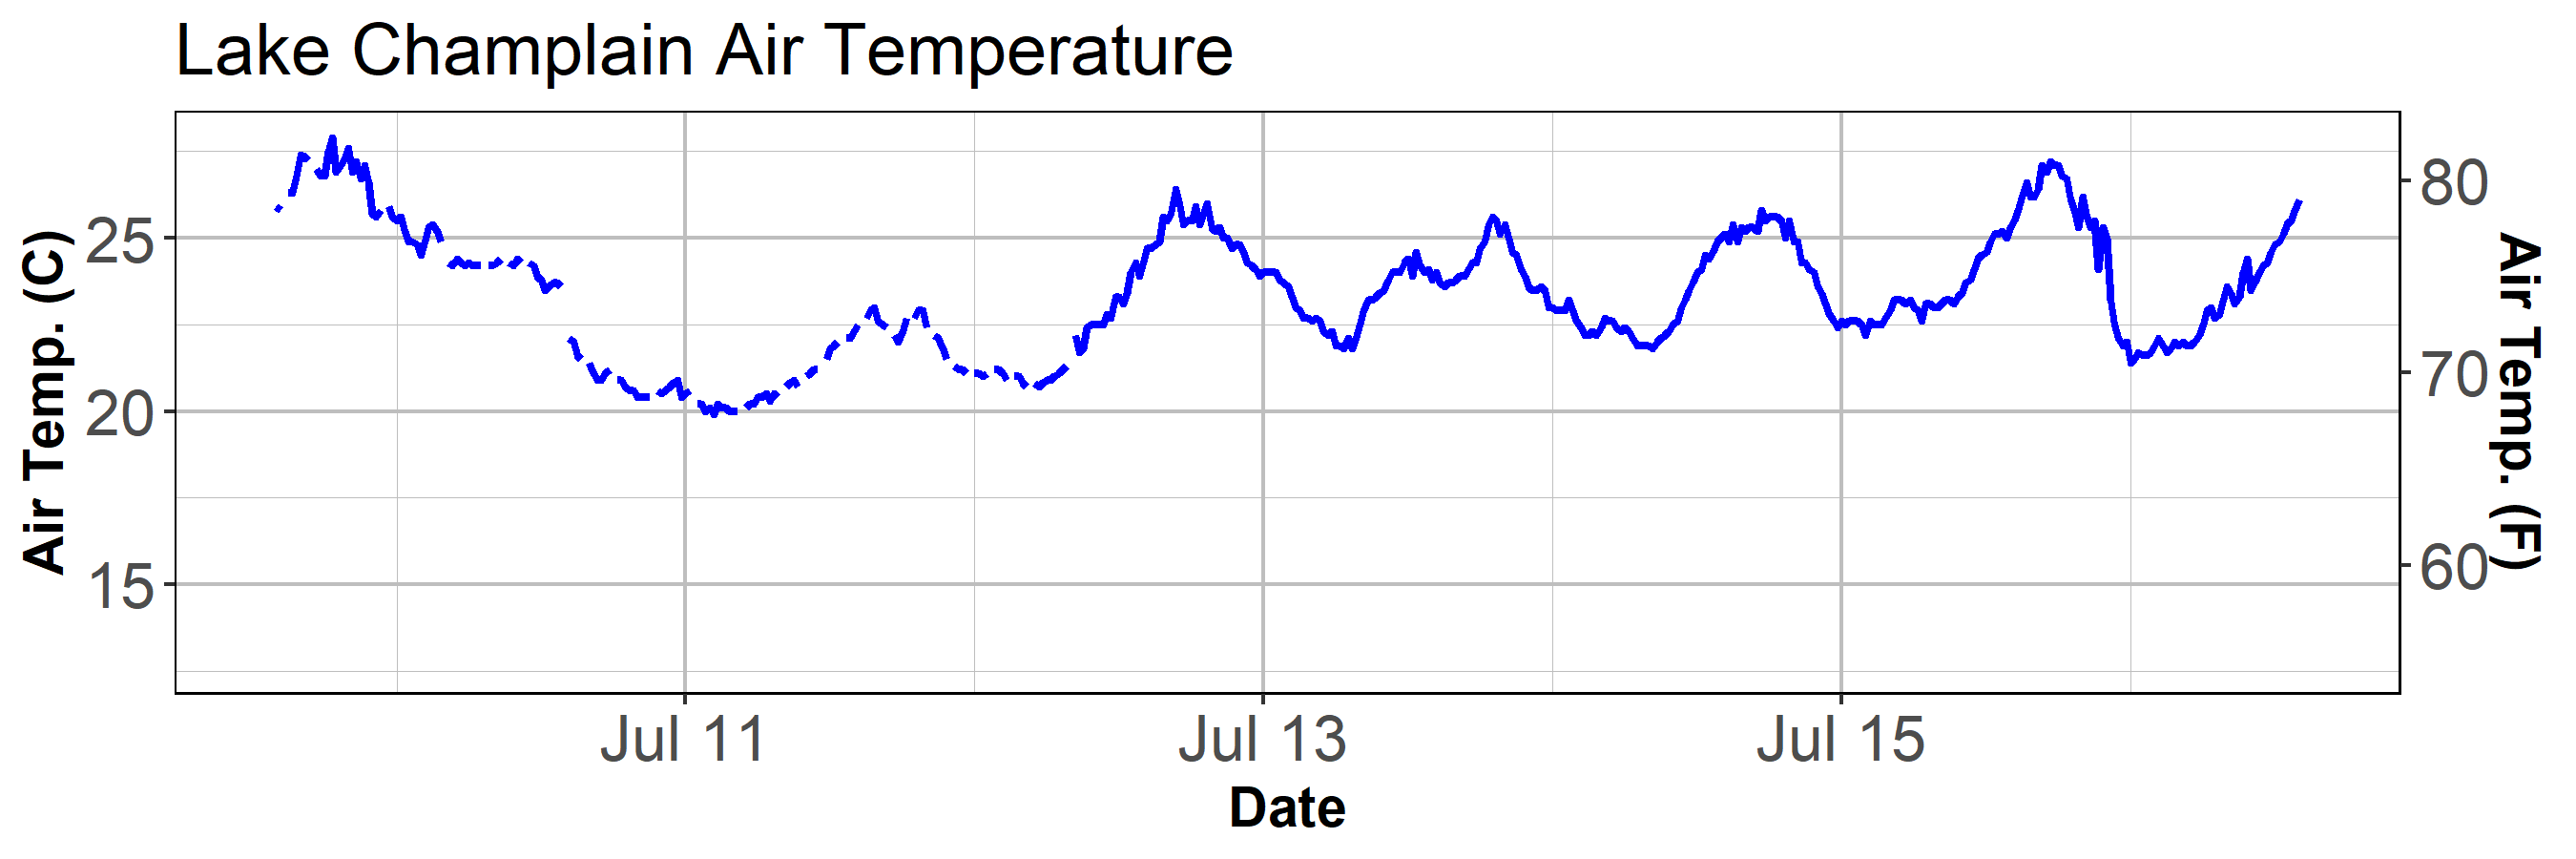 Lake Champlain Air Temperature
Air Temp. (C)
25
20
15
80
70
60
Air Temp. (F)
Jul 11
Jul 13
Jul 15
Date